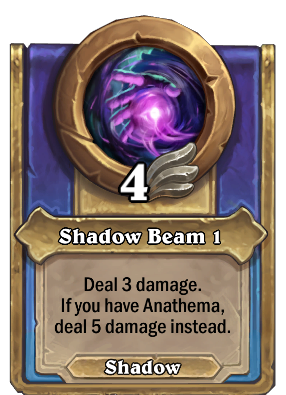 4
Shadow Beam 1
Deal 3 damage.
If you have Anathema,
deal 5 damage instead.
Shadow